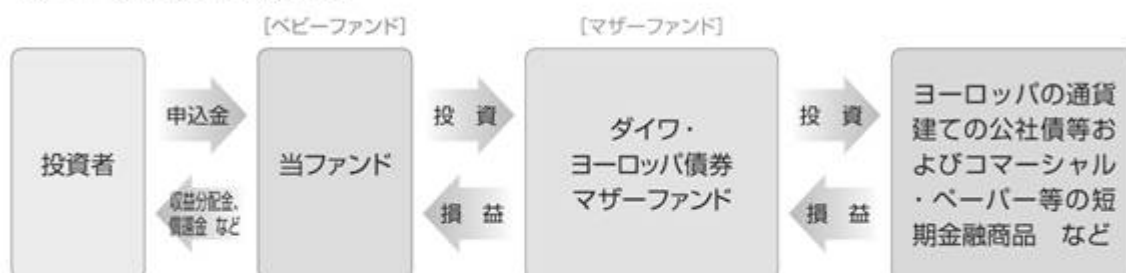 [ベビーファンド]
[マザーファンド]
投資者
申込金
収益分配金、
償還金 など
当ファンド
投 資
損 益
ダイワ・
ヨーロッパ債券
マザーファンド
投 資
損 益
ヨーロッパの通貨
建ての公社債等お
よびコマーシャル
・ペーパー等の短
期金融商品 など